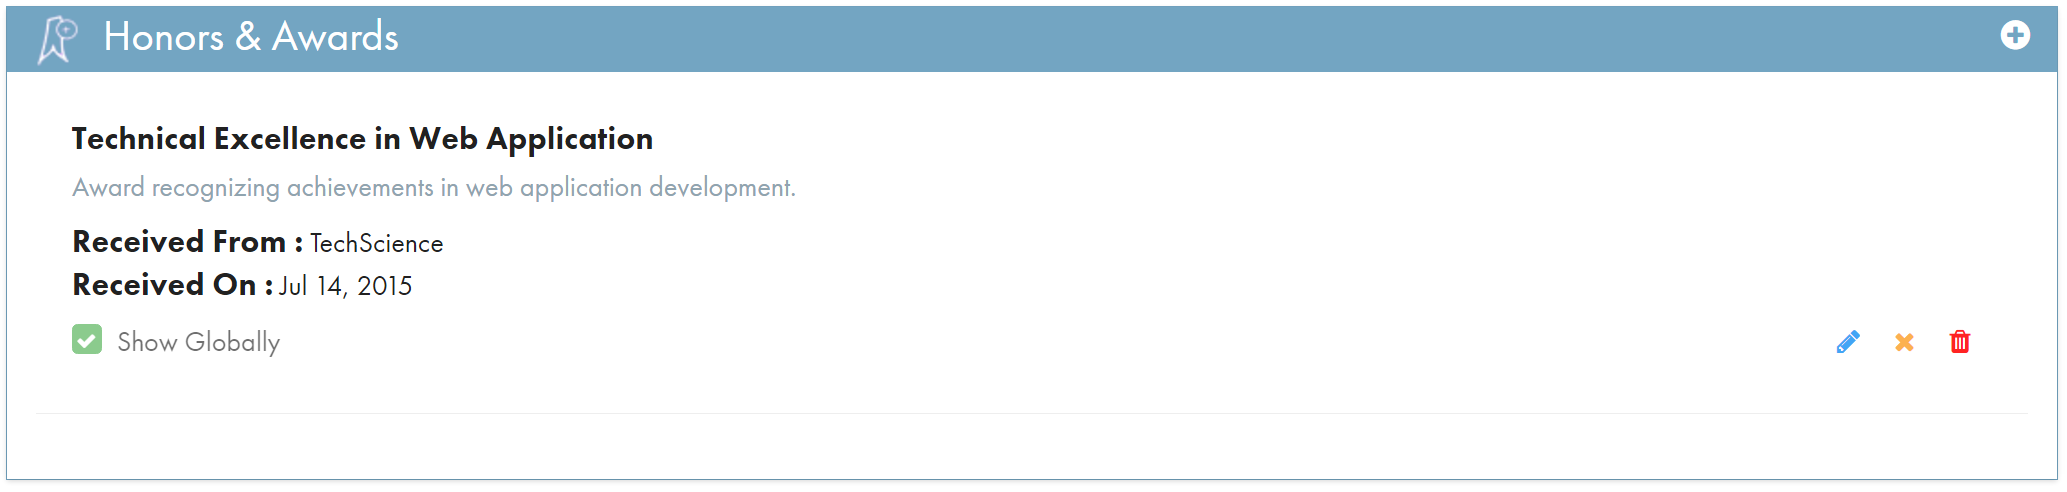 Honors & Awards
Technical Excellence in Web Application
Award recognizing achievements in web application development.
Received From : TechScience
Received On : Jul 14, 2015
Show Globally